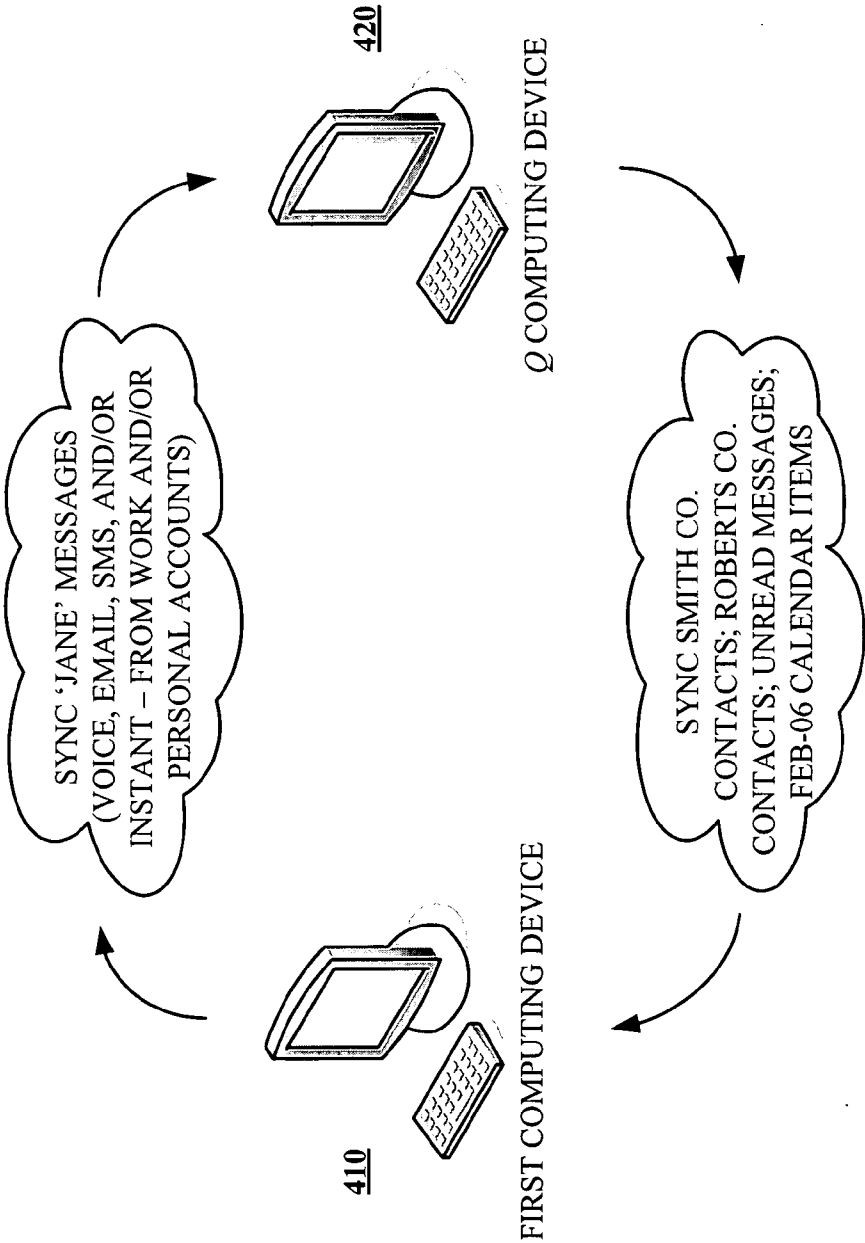 SYNC ‘JANE’ MESSAGES
(VOICE, EMAIL, SMS, AND/OR
INSTANT – FROM WORK AND/OR
PERSONAL ACCOUNTS)
410
FIRST COMPUTING DEVICE
420
Q COMPUTING DEVICE
SYNC SMITH CO.
CONTACTS; ROBERTS CO.
CONTACTS; UNREAD MESSAGES;
FEB-06 CALENDAR ITEMS